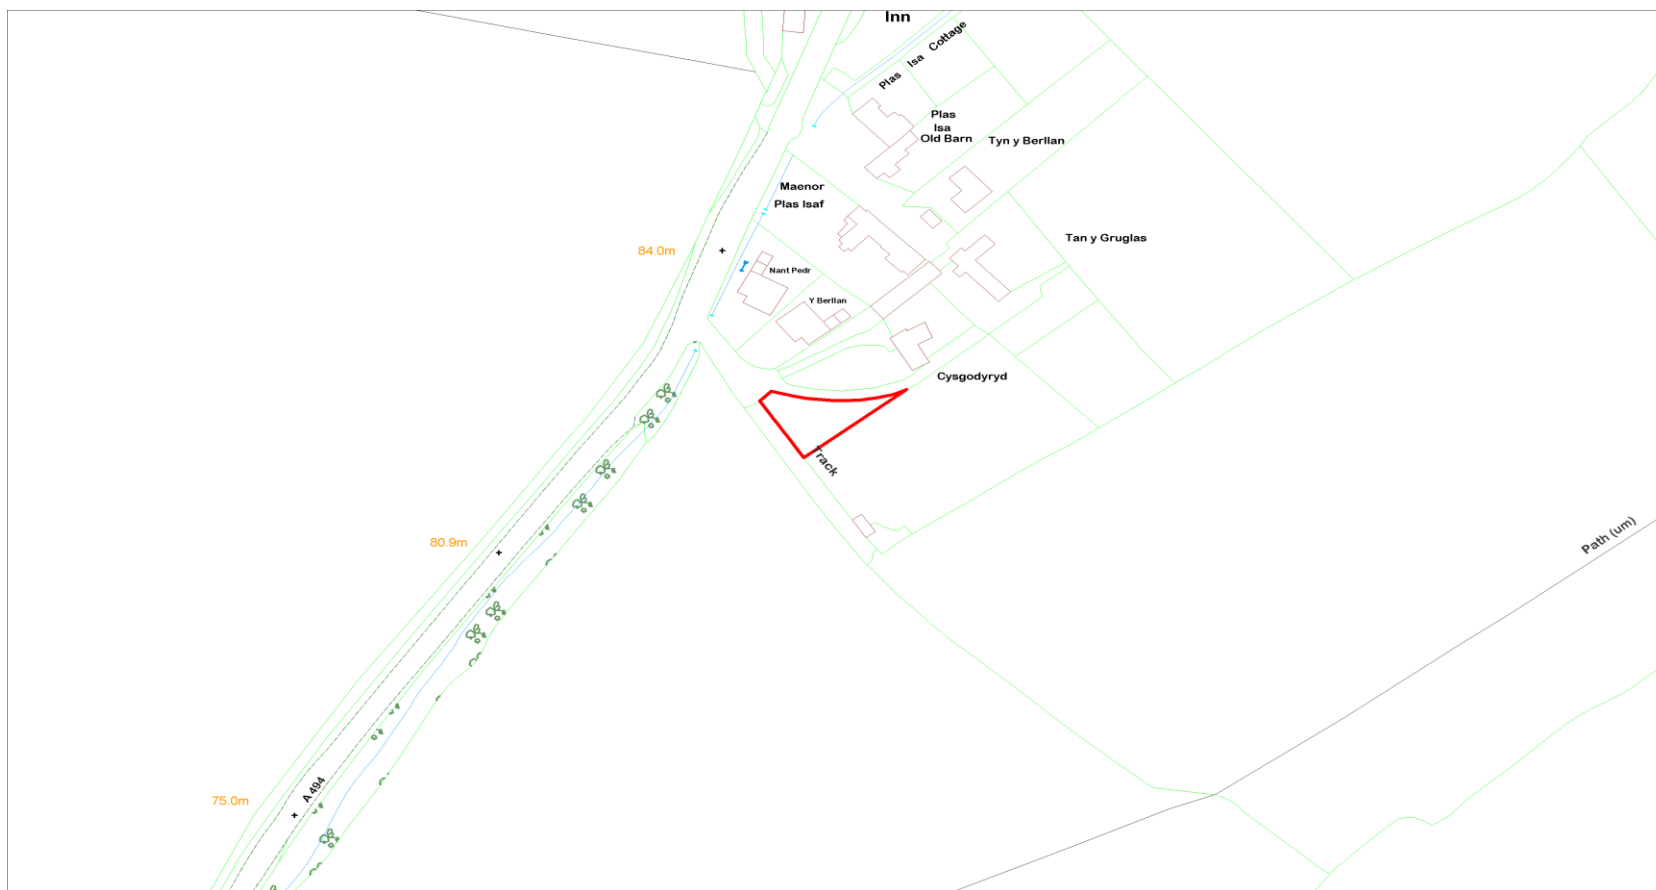 Inn
Plas Isa Cottage
Plas
Isa
Old Barn
Tyn y Berllan
Maenor
Plas Isaf
Tan y Gruglas
84.0m
Nant Pedr
Y Berllan
Cysgodyryd
Track
Path (um)
80.9m
A 494
75.0m